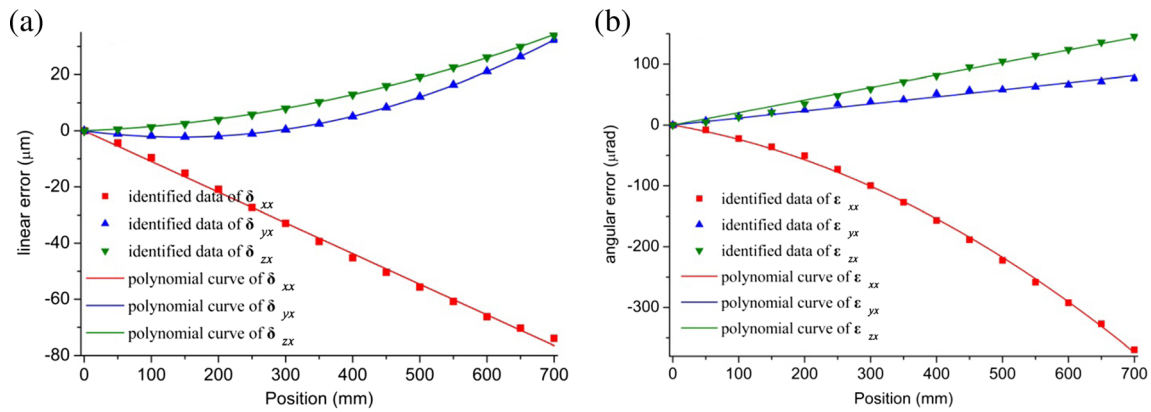 (a)
linear error (μm)
20
0
-20
-40
-60
-80
identified data of δ xx
identified data of δ yx
identified data of δ zx
polynomial curve of δ xx
polynomial curve of δ yx
polynomial curve of δ zx
0 100 200 300 400 500 600 700
Position (mm)
(b)
angular error (μrad)
100
0
-100
-200
-300
identified data of ε xx
identified data of ε yx
identified data of ε zx
polynomial curve of ε xx
polynomial curve of ε yx
polynomial curve of ε zx
0 100 200 300 400 500 600 700
Position (mm)